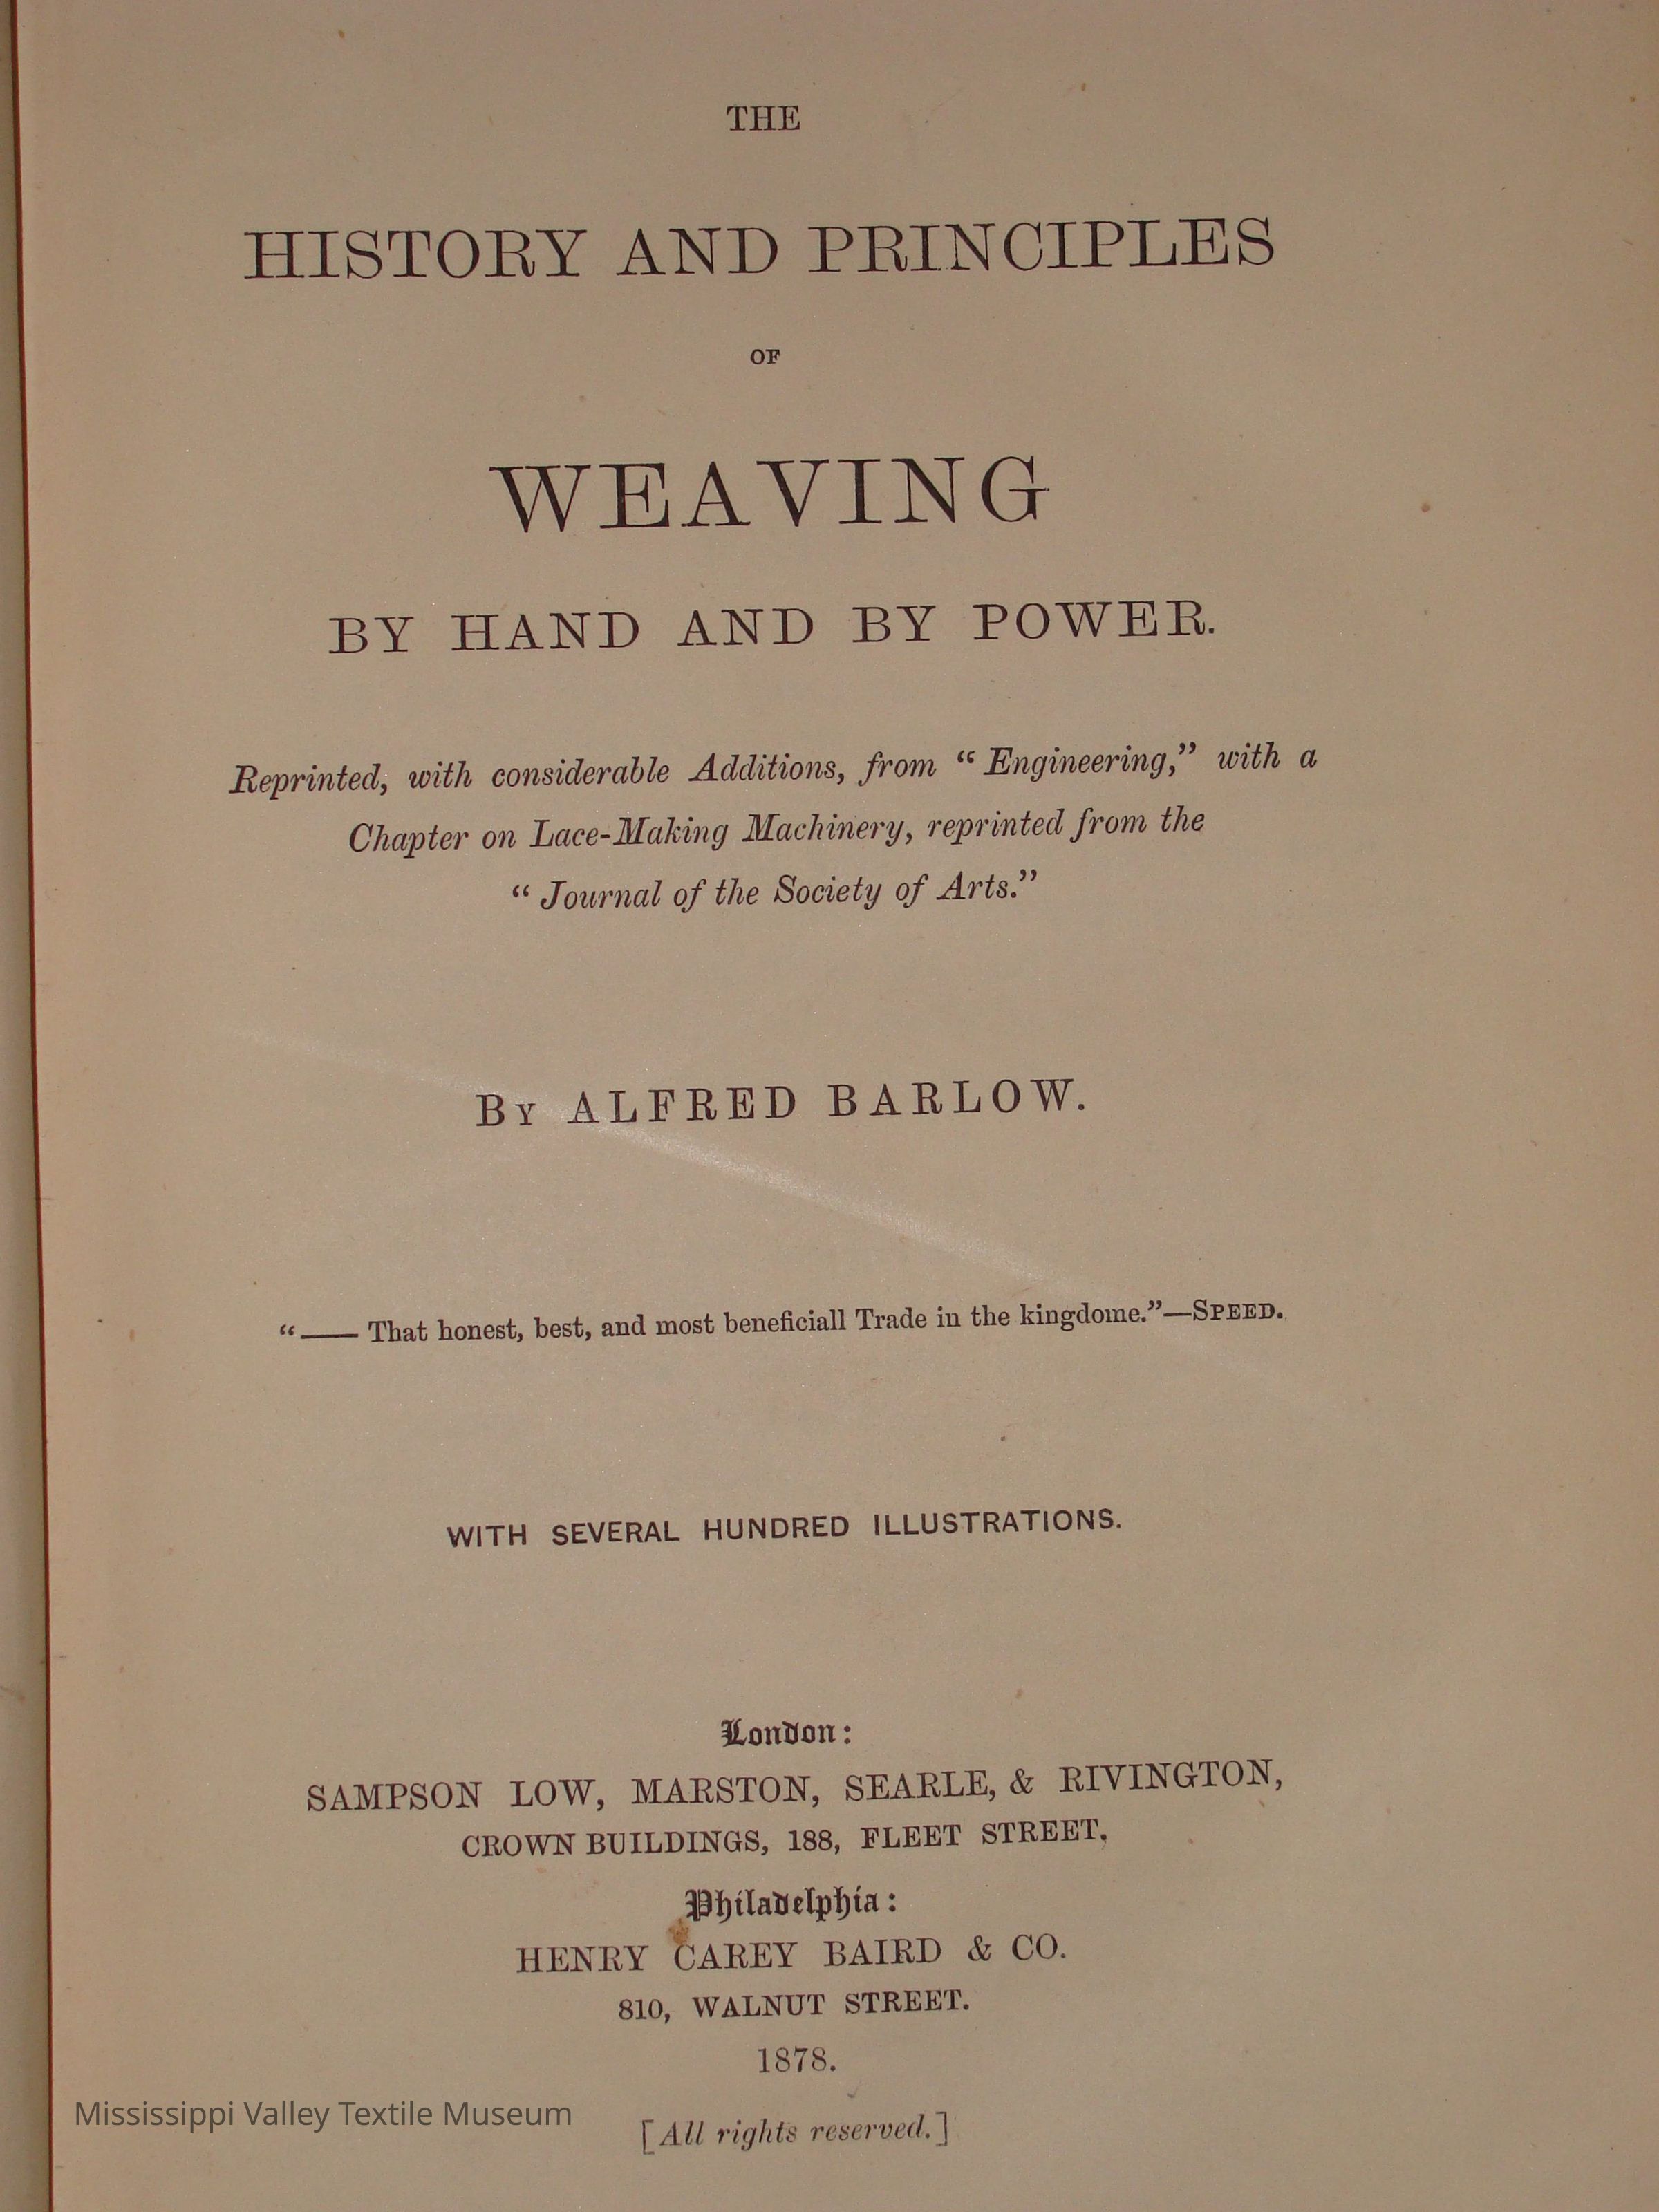 THE
HISTORY AND PRINCIPLES
OF
WEAVING
BY HAND AND BY POWER.
Reprinted, with considerable Additions, from “Engineering,” with a
Chapter on Lace-Making Machinery, reprinted from the
“Journal of the Society of Arts.”
By ALFRED BARLOW.
“—— That honest, best, and most beneficiall Trade in the kingdome.”—SPEED.
WITH SEVERAL HUNDRED ILLUSTRATIONS.
London:
SAMPSON LOW, MARSTON, SEARLE, & RIVINGTON,
CROWN BUILDINGS, 188, FLEET STREET,
Philadelphia:
HENRY CAREY BAIRD & CO.
810, WALNUT STREET.
1878.
[All rights reserved.]
Mississippi Valley Textile Museum